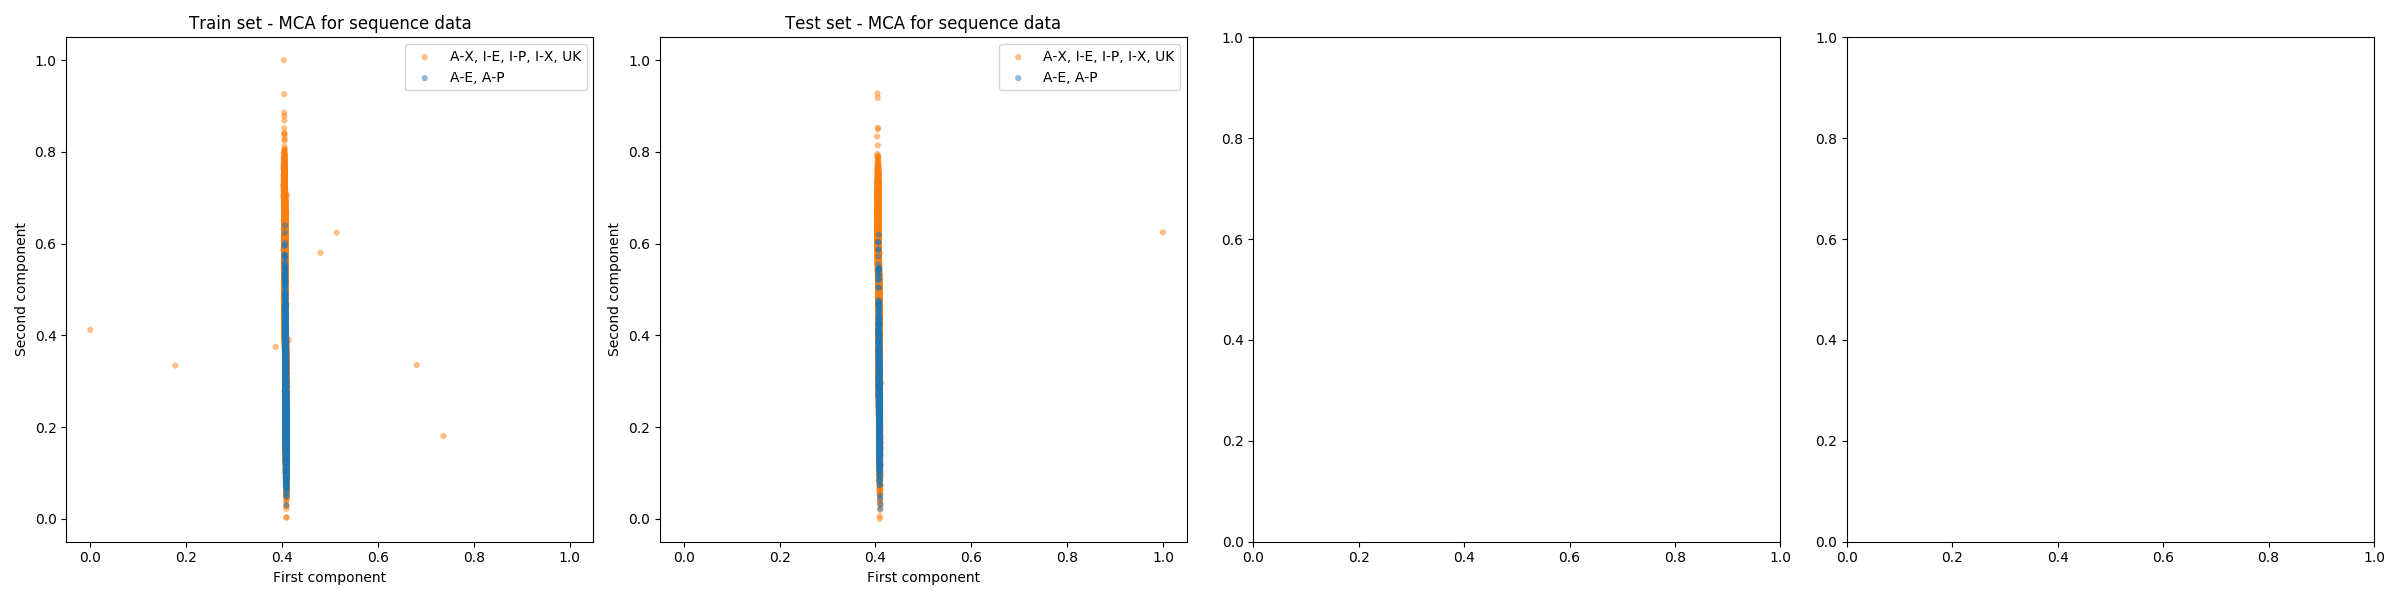 Train set - MCA for sequence data
A-X, I-E, I-P, I-X, UK
A-E, A-P
1.0
0.8
0.6
0.4
0.2
0.0
Second component
0.0 0.2 0.4 0.6 0.8 1.0
First component
Test set - MCA for sequence data
A-X, I-E, I-P, I-X, UK
A-E, A-P
1.0
0.8
0.6
0.4
0.2
0.0
Second component
0.0 0.2 0.4 0.6 0.8 1.0
First component
1.0
0.8
0.6
0.4
0.2
0.0
0.0 0.2 0.4 0.6 0.8 1.0
1.0
0.8
0.6
0.4
0.2
0.0
0.0 0.2 0.4 0.6 0.8 1.0